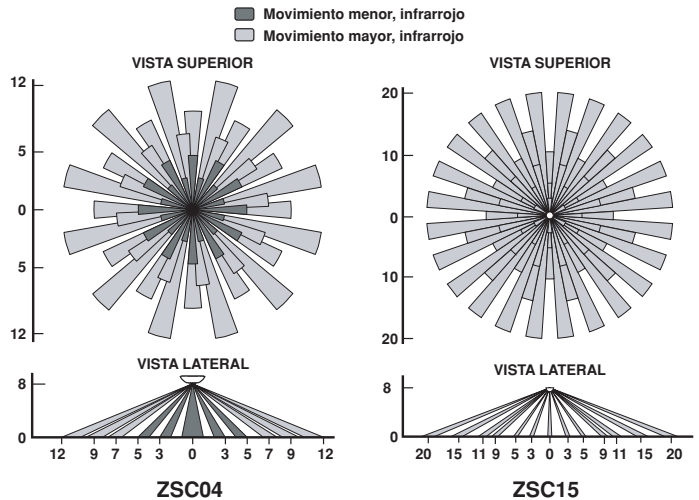 Movimiento menor, infrarrojo
Movimiento mayor, infrarrojo
VISTA SUPERIOR
12
5
0
5
12
VISTA LATERAL
8
0
12 9 7 5 3 0 3 5 7 9 12
ZSC04
VISTA SUPERIOR
20
10
0
10
20
VISTA LATERAL
8
0
20 15 11 9 5 3 0 3 5 9 11 15 20
ZSC15